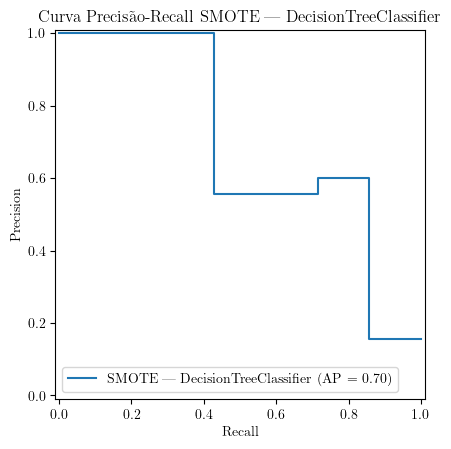 Curva Precisão-Recall SMOTE — DecisionTreeClassifier
1.0
0.8
0.6
0.4
0.2
0.0
Precision
SMOTE — DecisionTreeClassifier (AP = 0.70)
0.0 0.2 0.4 0.6 0.8 1.0
Recall